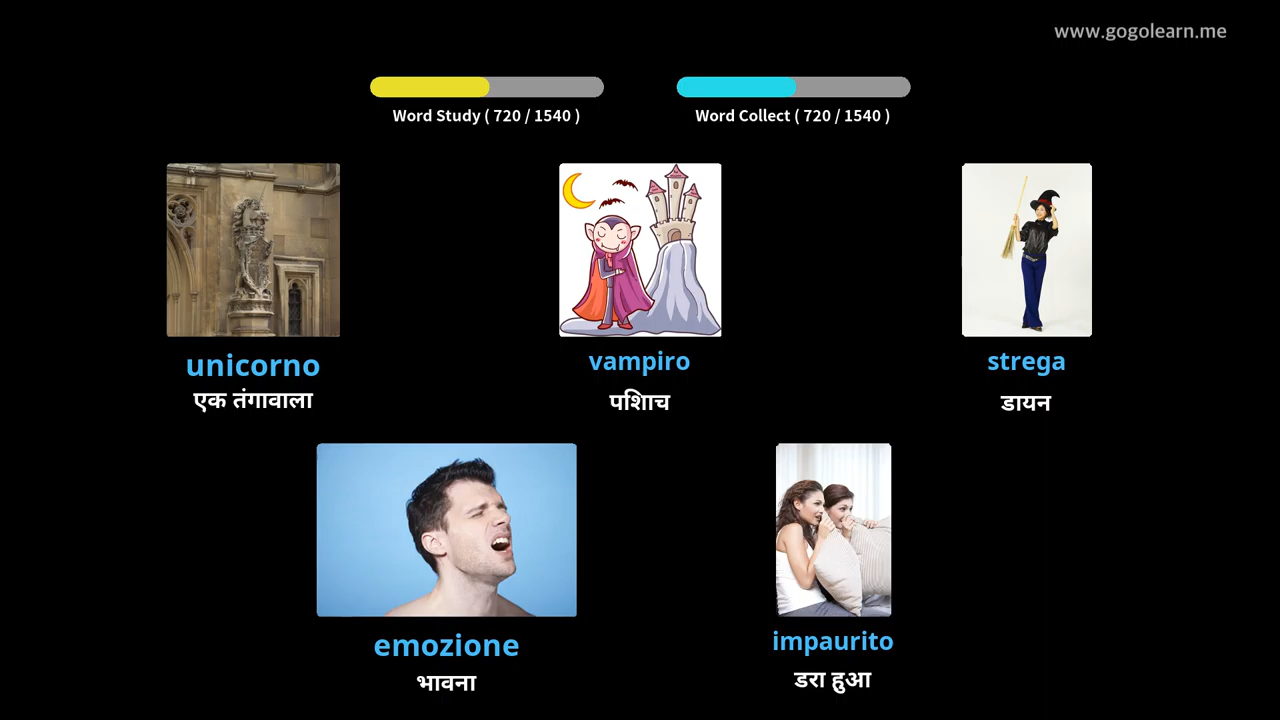 www.gogolearn.me
Word Study ( 720 / 1540 )
Word Collect ( 720 / 1540 )
unicorno
एक तंगावाला
vampiro
पिशाच
strega
डायन
emozione
भावना
impaurito
डरा हुआ